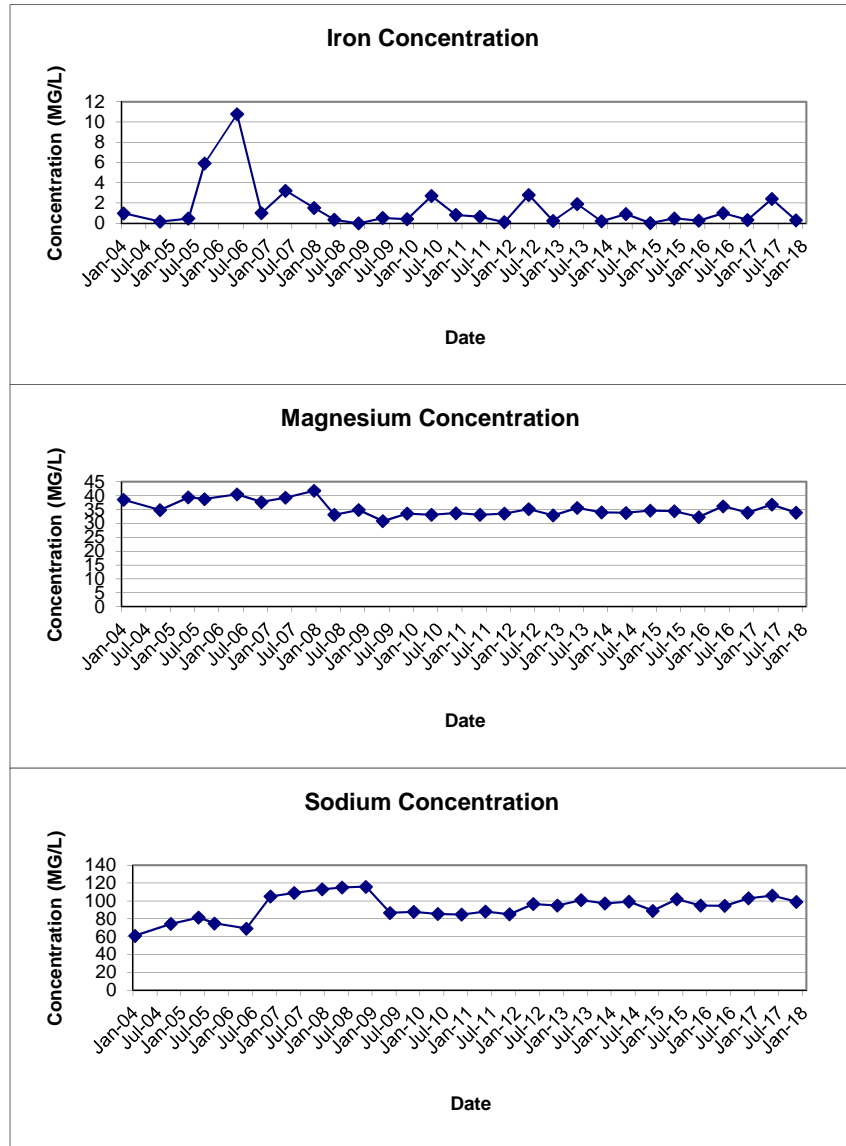 Iron Concentration
Concentration (MG/L)
12
10
8
6
4
2
0
Jan-04
Jul-04
Jan-05
Jul-05
Jan-06
Jul-06
Jan-07
Jul-07
Jan-08
Jul-08
Jan-09
Jul-09
Jan-10
Jul-10
Jan-11
Jul-11
Jan-12
Jul-12
Jan-13
Jul-13
Jan-14
Jul-14
Jan-15
Jul-15
Jan-16
Jul-16
Jan-17
Jul-17
Jan-18
Date
Magnesium Concentration
Concentration (MG/L)
45
40
35
30
25
20
15
10
5
0
Jan-04
Jul-04
Jan-05
Jul-05
Jan-06
Jul-06
Jan-07
Jul-07
Jan-08
Jul-08
Jan-09
Jul-09
Jan-10
Jul-10
Jan-11
Jul-11
Jan-12
Jul-12
Jan-13
Jul-13
Jan-14
Jul-14
Jan-15
Jul-15
Jan-16
Jul-16
Jan-17
Jul-17
Jan-18
Date
Sodium Concentration
Concentration (MG/L)
140
120
100
80
60
40
20
0
Jan-04
Jul-04
Jan-05
Jul-05
Jan-06
Jul-06
Jan-07
Jul-07
Jan-08
Jul-08
Jan-09
Jul-09
Jan-10
Jul-10
Jan-11
Jul-11
Jan-12
Jul-12
Jan-13
Jul-13
Jan-14
Jul-14
Jan-15
Jul-15
Jan-16
Jul-16
Jan-17
Jul-17
Jan-18
Date